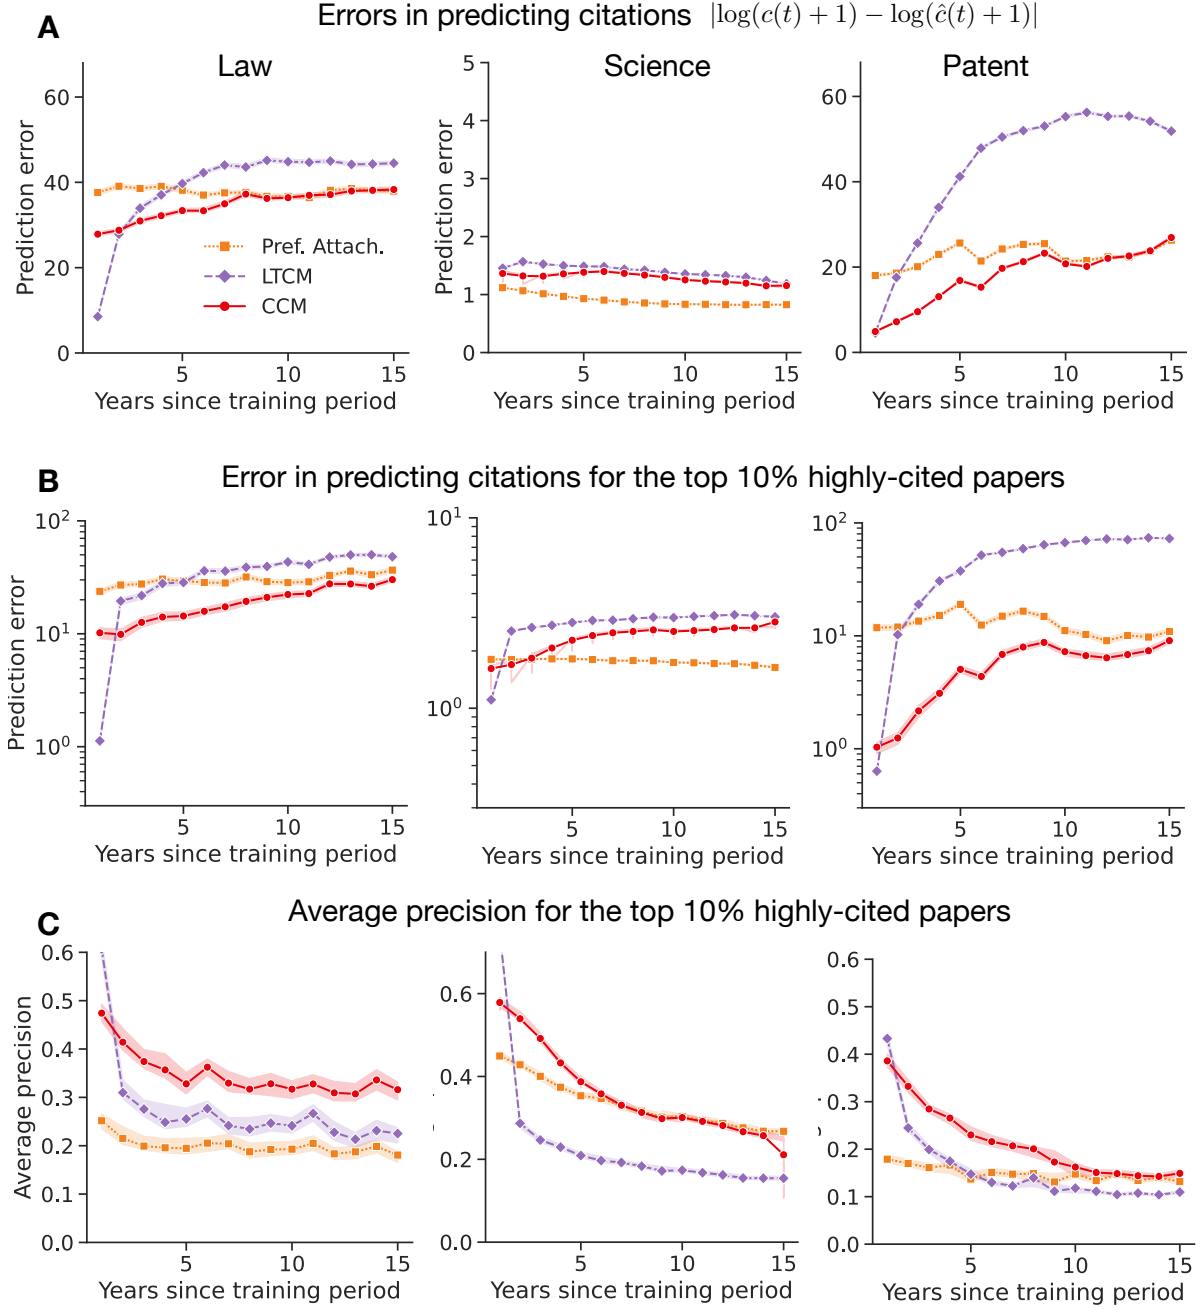 A
Errors in predicting citations |log(c(t) + 1) − log(ĉ(t) + 1)|
Law
Science
Patent
Prediction error
60
40
20
0
Pref. Attach.
LTCM
CCM
5 10 15
Years since training period
Prediction error
5
4
3
2
1
0
5 10 15
Years since training period
60
40
20
0
5 10 15
Years since training period
B
Error in predicting citations for the top 10% highly-cited papers
Prediction error
10²
10¹
10⁰
5 10 15
Years since training period
10¹
10⁰
5 10 15
Years since training period
10²
10¹
10⁰
5 10 15
Years since training period
C
Average precision for the top 10% highly-cited papers
Average precision
0.6
0.5
0.4
0.3
0.2
0.1
0.0
5 10 15
Years since training period
0.6
0.4
0.2
0.0
5 10 15
Years since training period
0.6
0.5
0.4
0.3
0.2
0.1
0.0
5 10 15
Years since training period